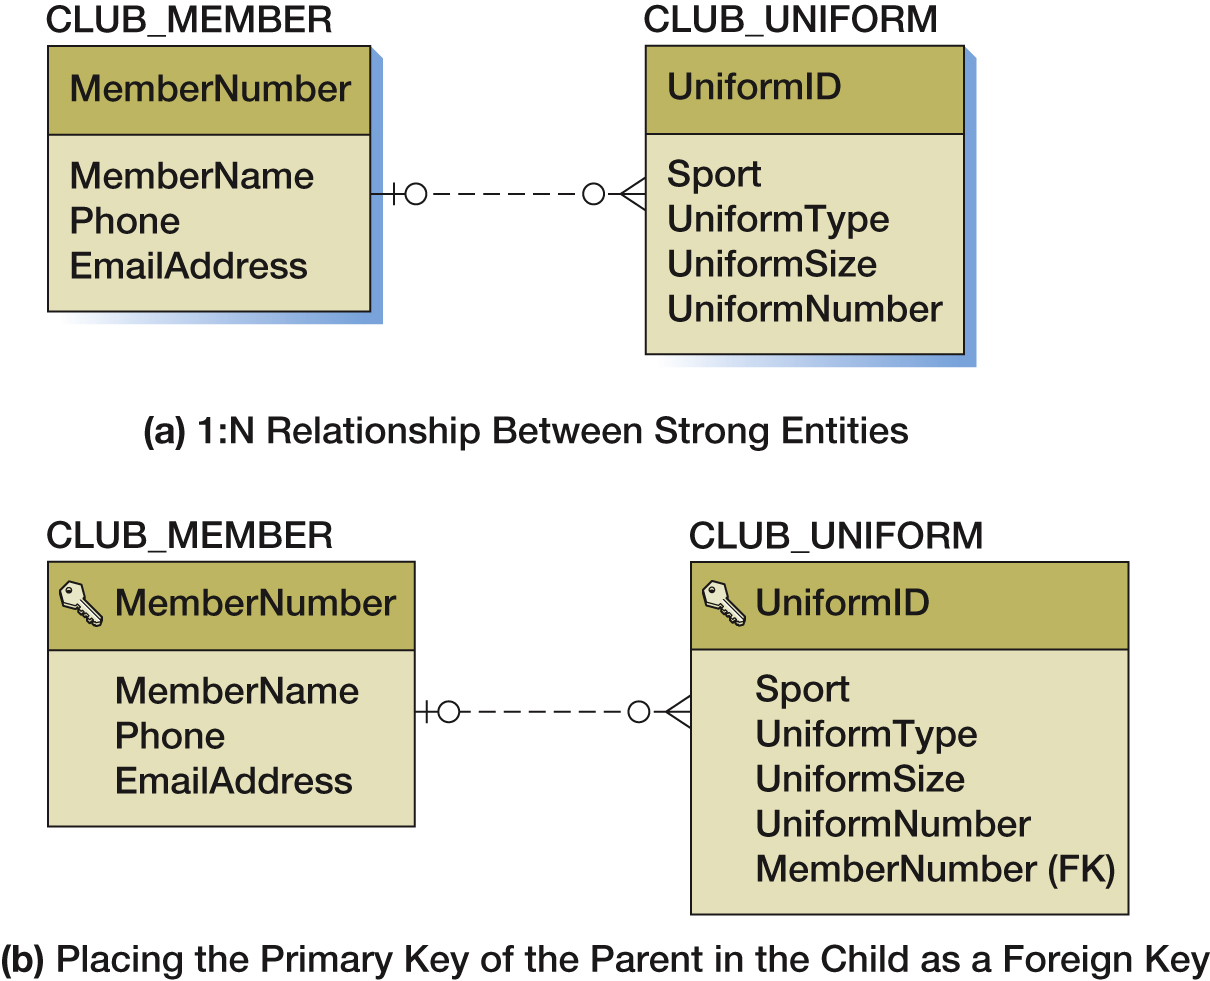 CLUB_MEMBER
MemberNumber
MemberName
Phone
EmailAddress
CLUB_UNIFORM
UniformID
Sport
UniformType
UniformSize
UniformNumber
(a) 1:N Relationship Between Strong Entities
CLUB_MEMBER
MemberNumber
MemberName
Phone
EmailAddress
CLUB_UNIFORM
UniformID
Sport
UniformType
UniformSize
UniformNumber
MemberNumber (FK)
(b) Placing the Primary Key of the Parent in the Child as a Foreign Key